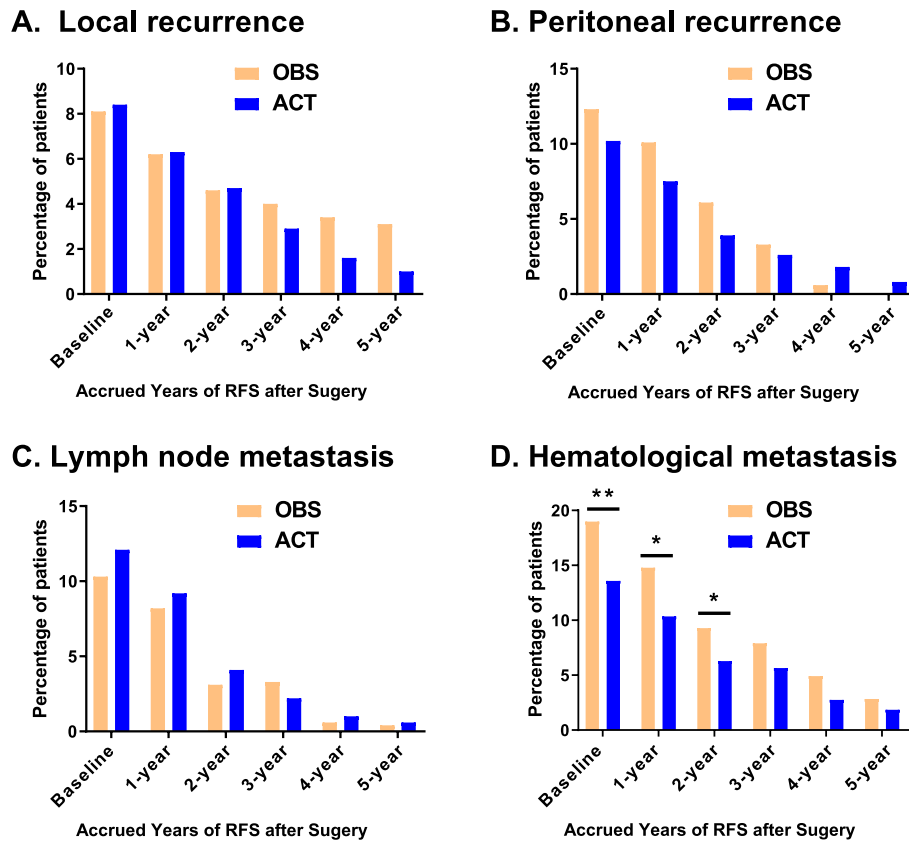 A. Local recurrence
Percentage of patients
10
8
6
4
2
0
OBS
ACT
Baseline
1-year
2-year
3-year
4-year
5-year
Accrued Years of RFS after Sugery
B. Peritoneal recurrence
Percentage of patients
15
10
5
0
OBS
ACT
Baseline
1-year
2-year
3-year
4-year
5-year
Accrued Years of RFS after Sugery
C. Lymph node metastasis
Percentage of patients
15
10
5
0
OBS
ACT
Baseline
1-year
2-year
3-year
4-year
5-year
Accrued Years of RFS after Sugery
D. Hematological metastasis
Percentage of patients
20
15
10
5
0
**
*
*
OBS
ACT
Baseline
1-year
2-year
3-year
4-year
5-year
Accrued Years of RFS after Sugery